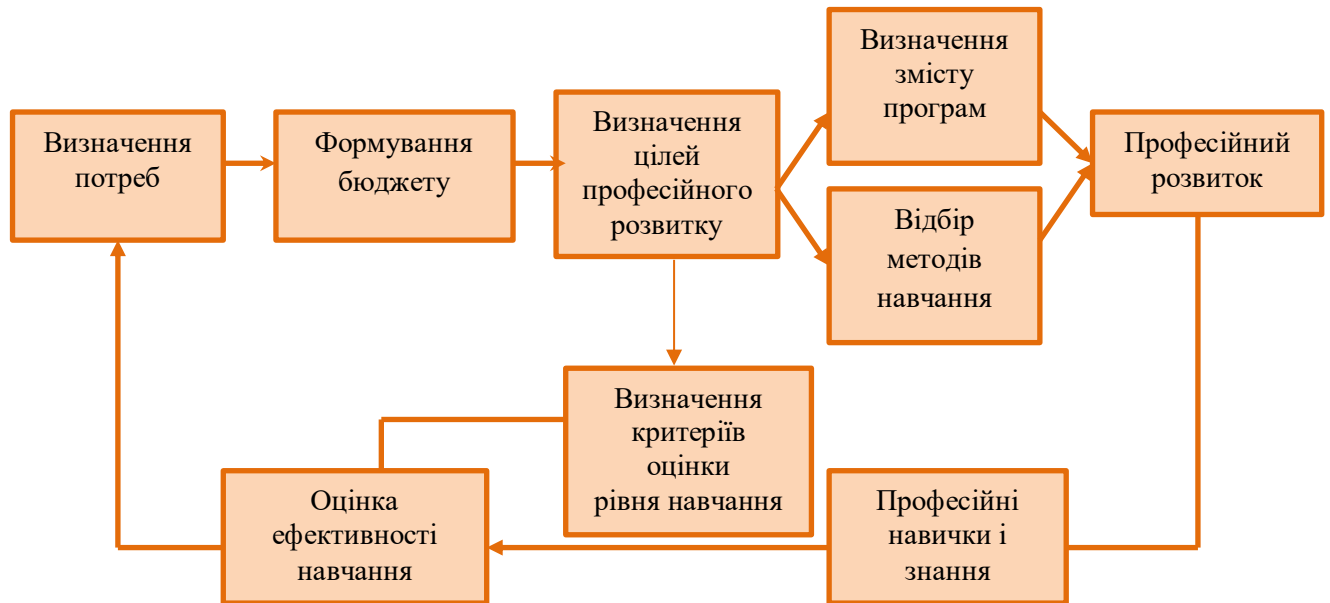 Визначення
потреб
Формування
бюджету
Визначення
цілей
професійного
розвитку
Визначення
змісту
програм
Відбір
методів
навчання
Професійний
розвиток
Визначення
критеріїв
оцінки
рівня навчання
Оцінка
ефективності
навчання
Професійні
навички і
знання